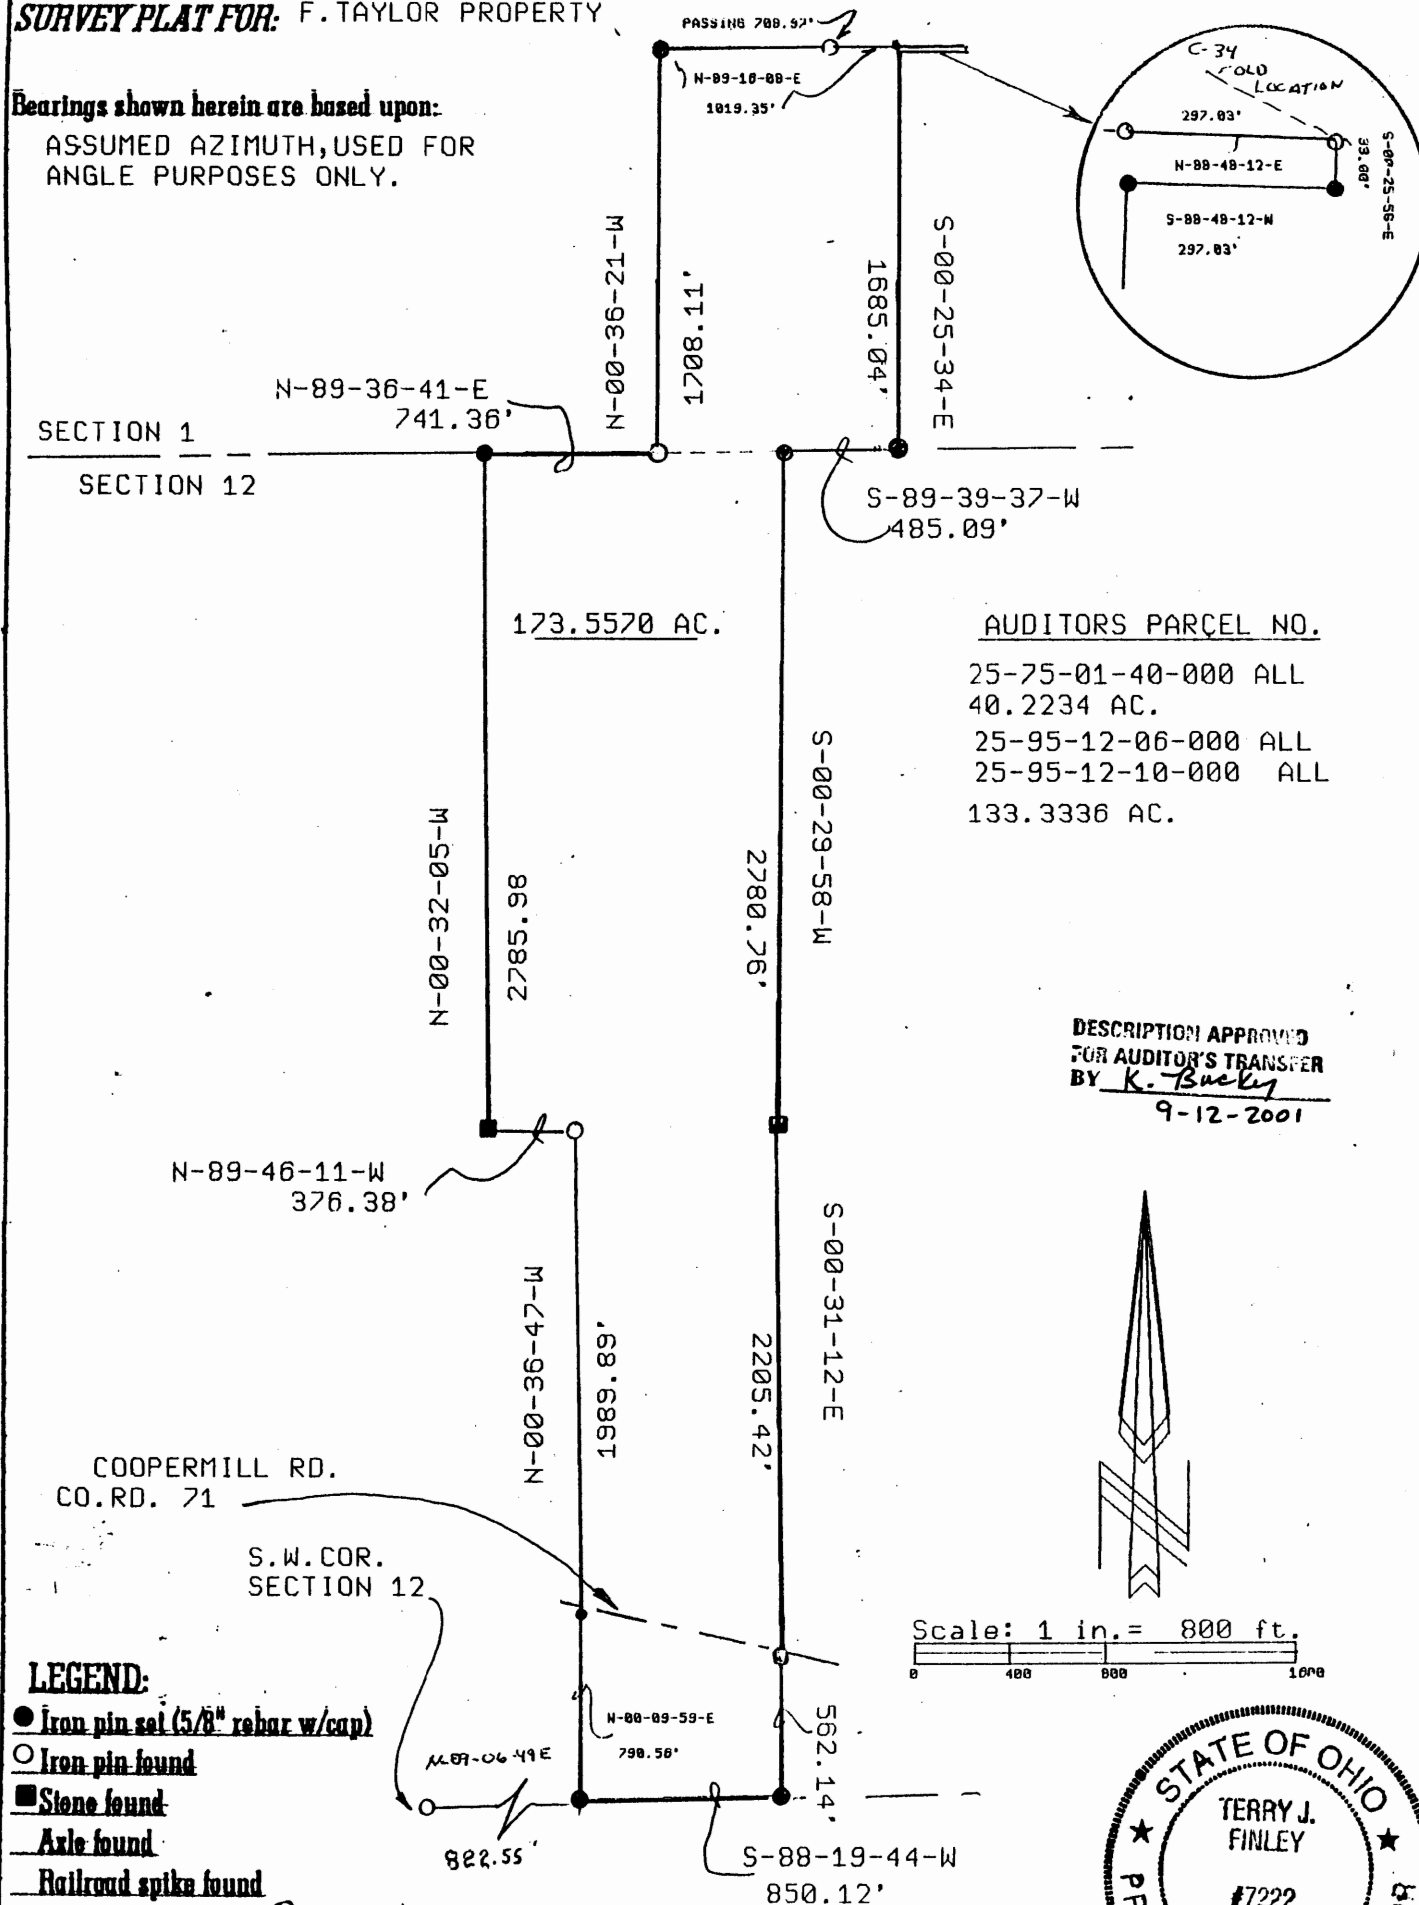 SURVEY PLAT FOR: F. TAYLOR PROPERTY
Bearings shown herein are based upon:
ASSUMED AZIMUTH, USED FOR
ANGLE PURPOSES ONLY.
PASSING 708.97'
N-89-16-08-E
1019.35'
C-34
OLD
LOCATION
297.03'
N-88-48-12-E
33.00'
S-88-48-12-W
297.03'
N-00-36-21-W
1708.11'
1685.04'
S-00-25-34-E
N-89-36-41-E
741.36'
SECTION 1
SECTION 12
S-89-39-37-W
485.09'
173.5570 AC.
AUDITORS PARCEL NO.
25-75-01-40-000 ALL
40.2234 AC.
25-95-12-06-000 ALL
25-95-12-10-000 ALL
133.3336 AC.
N-00-32-05-W
2785.98
2780.76'
S-00-29-58-W
DESCRIPTION APPROVED
FOR AUDITOR'S TRANSFER
BY K. Bucky
9-12-2001
N-89-46-11-W
376.38'
N-00-36-47-W
1989.89'
2205.42'
S-00-31-12-E
COOPERMILL RD.
CO.RD. 71
S.W.COR.
SECTION 12
Scale: 1 in.= 800 ft.
0 400 800 1600
LEGEND:
Iron pin set (5/8" rebar w/cap)
Iron pin found
Stone found
Axle found
Railroad spike found
N-00-09-59-E
790.56'
562.14'
N.89-06-49E
822.55'
S-88-19-44-W
850.12'
STATE OF OHIO
TERRY J.
FINLEY
#7222